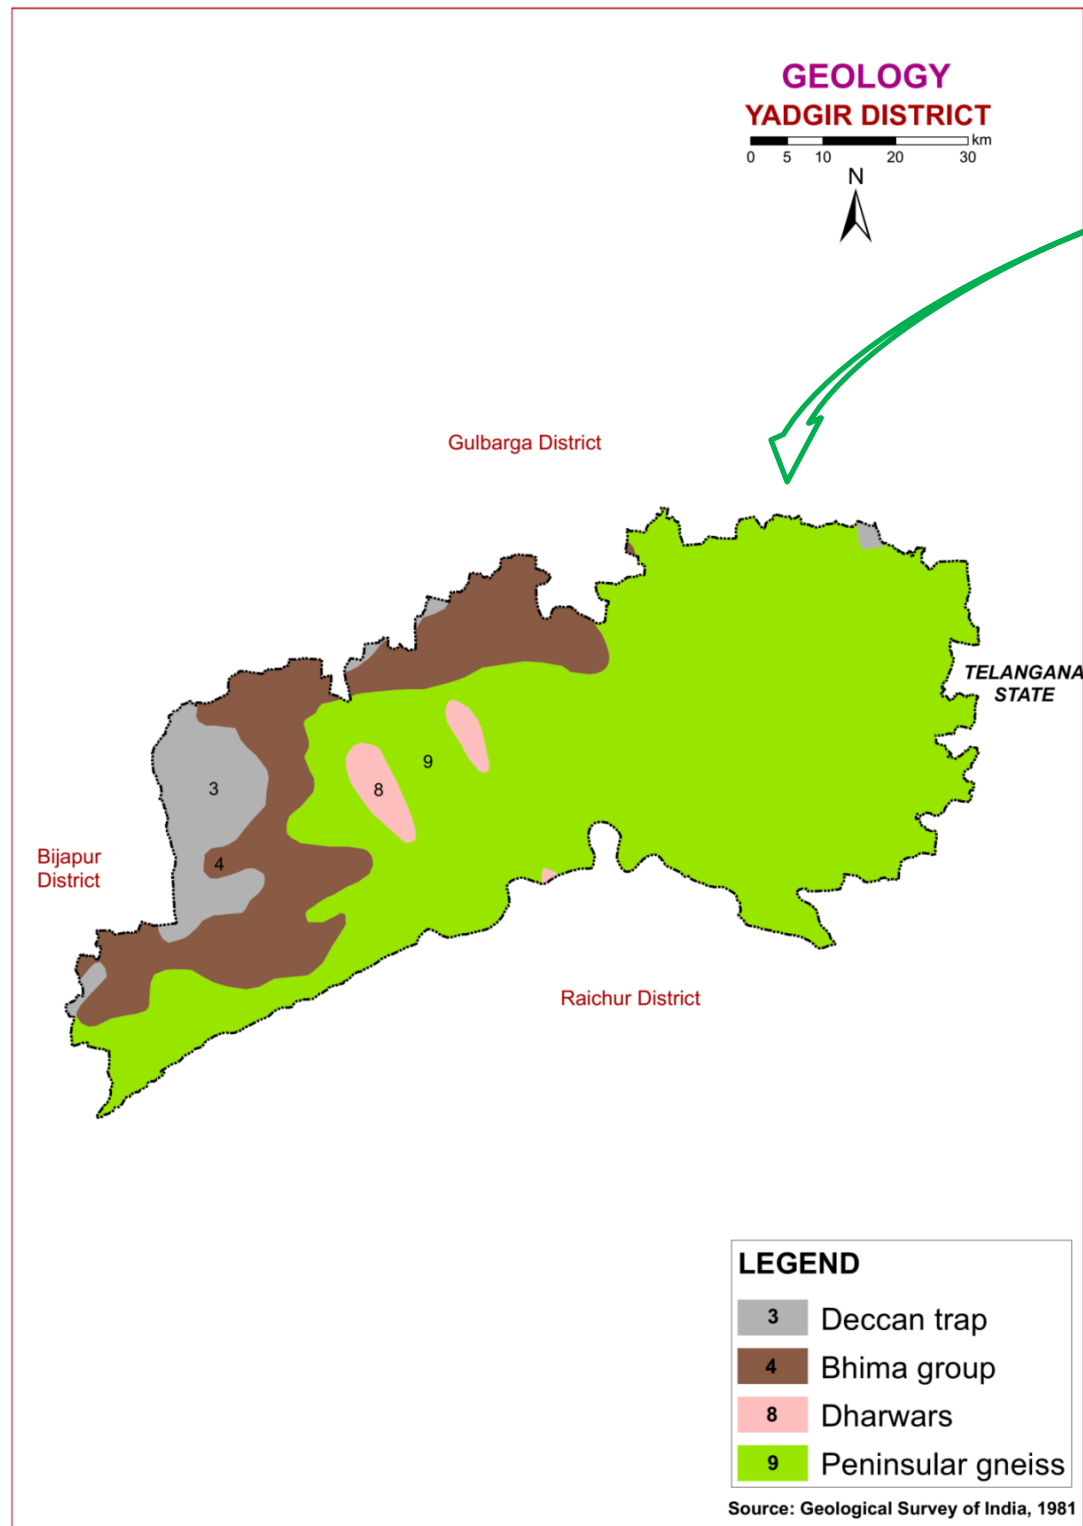 GEOLOGY
YADGIR DISTRICT
km
0 5 10 20 30
N
Gulbarga District
TELANGANA
STATE
9
3
8
4
Bijapur
District
Raichur District
LEGEND
3 Deccan trap
4 Bhima group
8 Dharwars
9 Peninsular gneiss
Source: Geological Survey of India, 1981